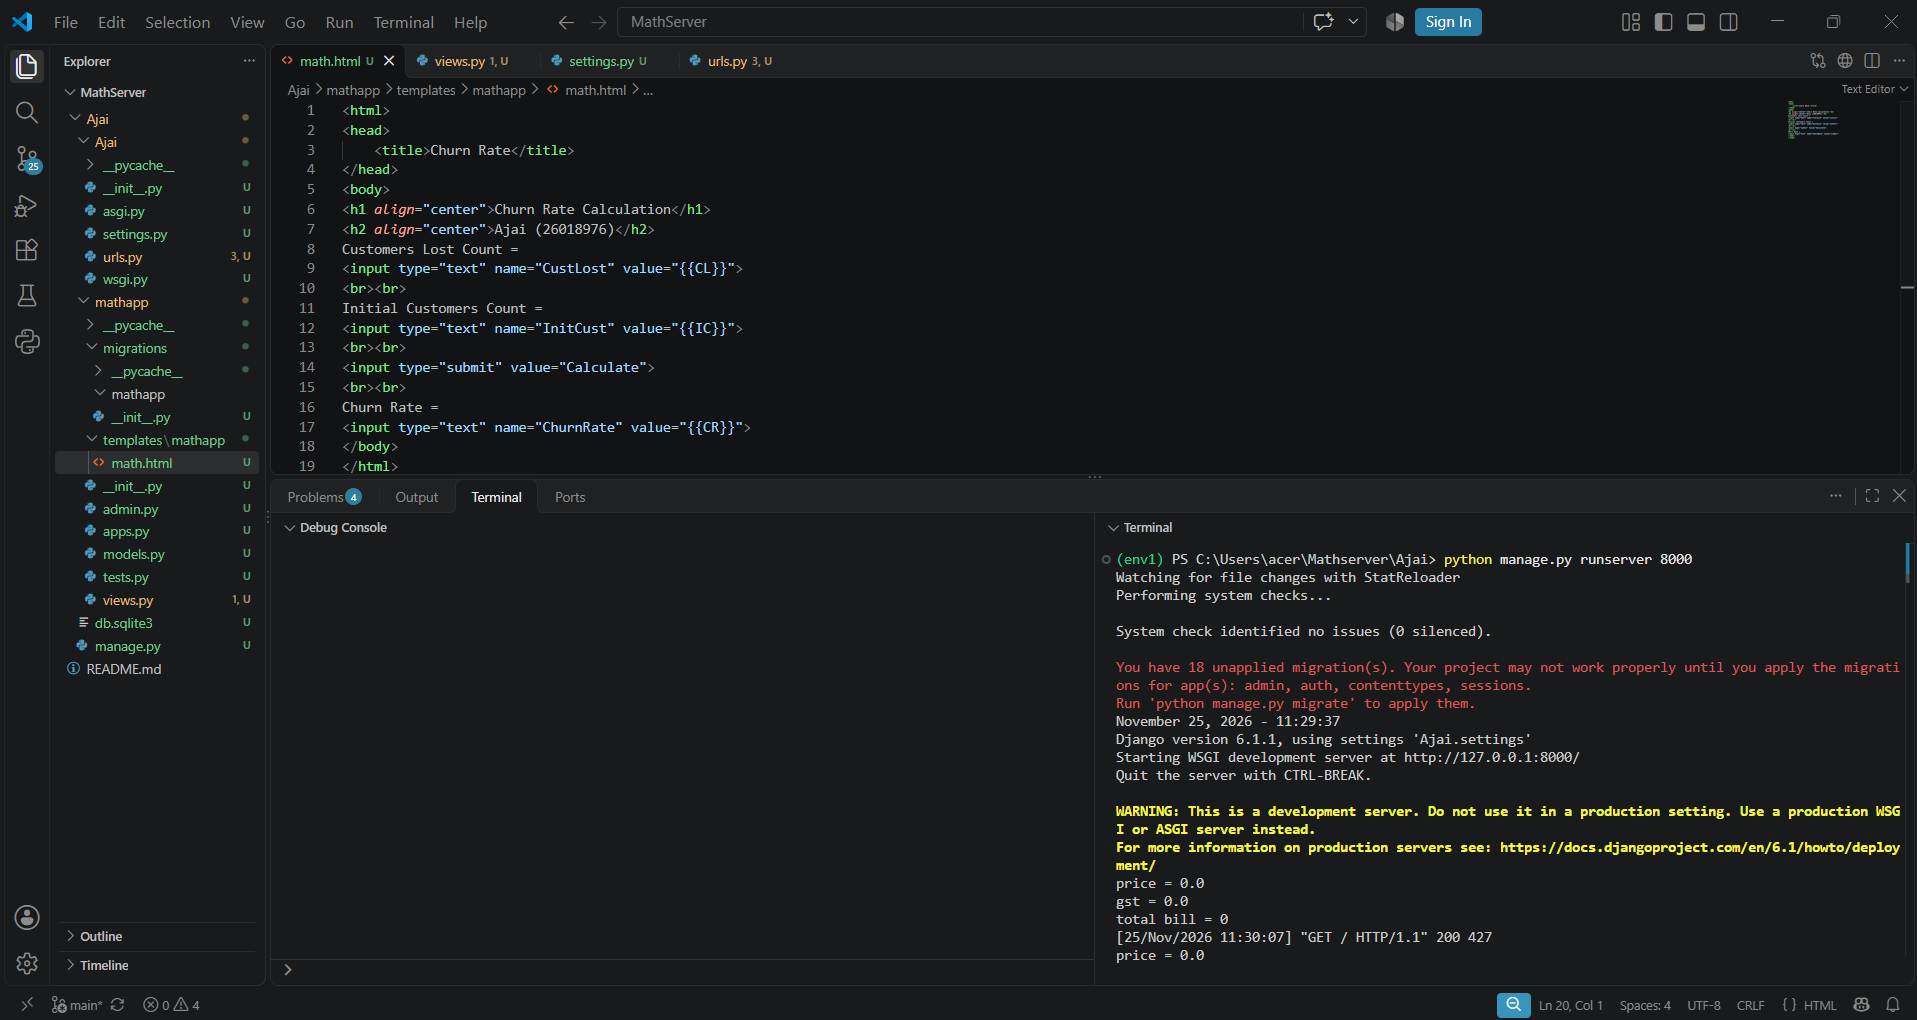 File Edit Selection View Go Run Terminal Help MathServer Sign In
Explorer
MathServer
Ajai
Ajai
__pycache__
__init__.py U
asgi.py U
settings.py U
urls.py 3, U
wsgi.py U
mathapp
__pycache__
migrations
__pycache__
mathapp
__init__.py U
templates\mathapp
math.html U
__init__.py U
admin.py U
apps.py U
models.py U
tests.py U
views.py 1, U
db.sqlite3 U
manage.py U
README.md
Outline
Timeline
25
math.html U views.py 1, U settings.py U urls.py 3, U
Ajai > mathapp > templates > mathapp > <> math.html > ...
Text Editor
1 <html>
2 <head>
3 <title>Churn Rate</title>
4 </head>
5 <body>
6 <h1 align="center">Churn Rate Calculation</h1>
7 <h2 align="center">Ajai (26018976)</h2>
8 Customers Lost Count =
9 <input type="text" name="CustLost" value="{{CL}}">
10 <br><br>
11 Initial Customers Count =
12 <input type="text" name="InitCust" value="{{IC}}">
13 <br><br>
14 <input type="submit" value="Calculate">
15 <br><br>
16 Churn Rate =
17 <input type="text" name="ChurnRate" value="{{CR}}">
18 </body>
19 </html>
Problems 4 Output Terminal Ports
Debug Console
Terminal
(env1) PS C:\Users\acer\Mathserver\Ajai> python manage.py runserver 8000
Watching for file changes with StatReloader
Performing system checks...
System check identified no issues (0 silenced).
You have 18 unapplied migration(s). Your project may not work properly until you apply the migrati
ons for app(s): admin, auth, contenttypes, sessions.
Run 'python manage.py migrate' to apply them.
November 25, 2026 - 11:29:37
Django version 6.1.1, using settings 'Ajai.settings'
Starting WSGI development server at http://127.0.0.1:8000/
Quit the server with CTRL-BREAK.
WARNING: This is a development server. Do not use it in a production setting. Use a production WSG
I or ASGI server instead.
For more information on production servers see: https://docs.djangoproject.com/en/6.1/howto/deploy
ment/
price = 0.0
gst = 0.0
total bill = 0
[25/Nov/2026 11:30:07] "GET / HTTP/1.1" 200 427
price = 0.0
main* 0 4 Ln 20, Col 1 Spaces: 4 UTF-8 CRLF {} HTML